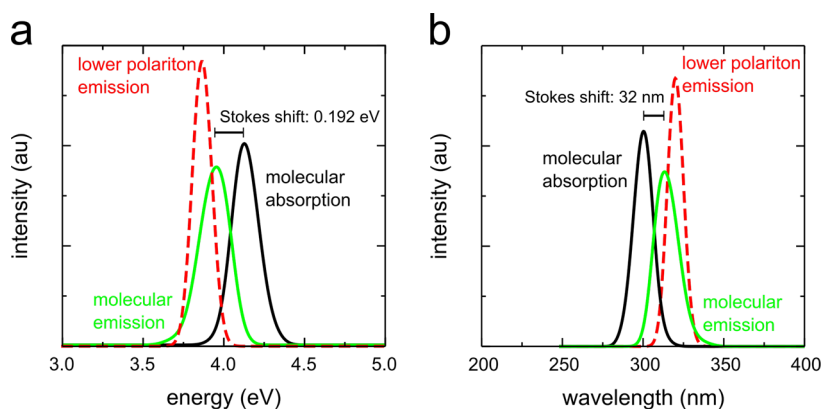 a
lower polariton
emission
Stokes shift: 0.192 eV
molecular
absorption
molecular
emission
intensity (au)
3.0 3.5 4.0 4.5 5.0
energy (eV)
b
lower polariton
emission
Stokes shift: 32 nm
molecular
absorption
molecular
emission
intensity (au)
200 250 300 350 400
wavelength (nm)